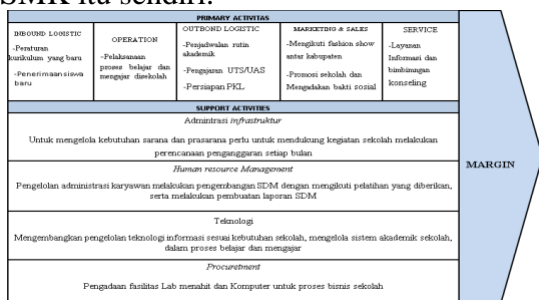 SMK itu sendiri.
PRIMARY ACTIVITAS
INBOUND LOGISTIC
-Peraturan
kurikulum yang baru
-Penerimaan siswa
baru
OPERATION
-Pelaksanaan
proses belajar dan
mengajar disekolah
OUTBOND LOGISTIC
-Penjadwalan rutin
akademik
-Pengajaran UTS/UAS
-Persiapan PKL
MARKETING & SALES
-Mengikuti fashion show
antar kabupaten
-Promosi sekolah dan
Mengadakan bakti sosial
SERVICE
-Layanan
Informasi dan
bimbingan
konseling
SUPPORT ACTIVITIES
Admintrasi infrastruktur
Untuk mengelola kebutuhan sarana dan prasarana perlu untuk mendukung kegiatan sekolah melakukan
perencanaan penganggaran setiap bulan
Human resource Management
Pengelolan administrasi karyawan melakukan pengembangan SDM dengan mengikuti pelatihan yang diberikan,
serta melakukan pembuatan laporan SDM
Teknologi
Mengembangkan pengelolan teknologi informasi sesuai kebutuhan sekolah, mengelola sistem akademik sekolah,
dalam proses belajar dan mengajar
Procuretment
Pengadaan fasilitas Lab menahit dan Komputer untuk proses bisnis sekolah
MARGIN